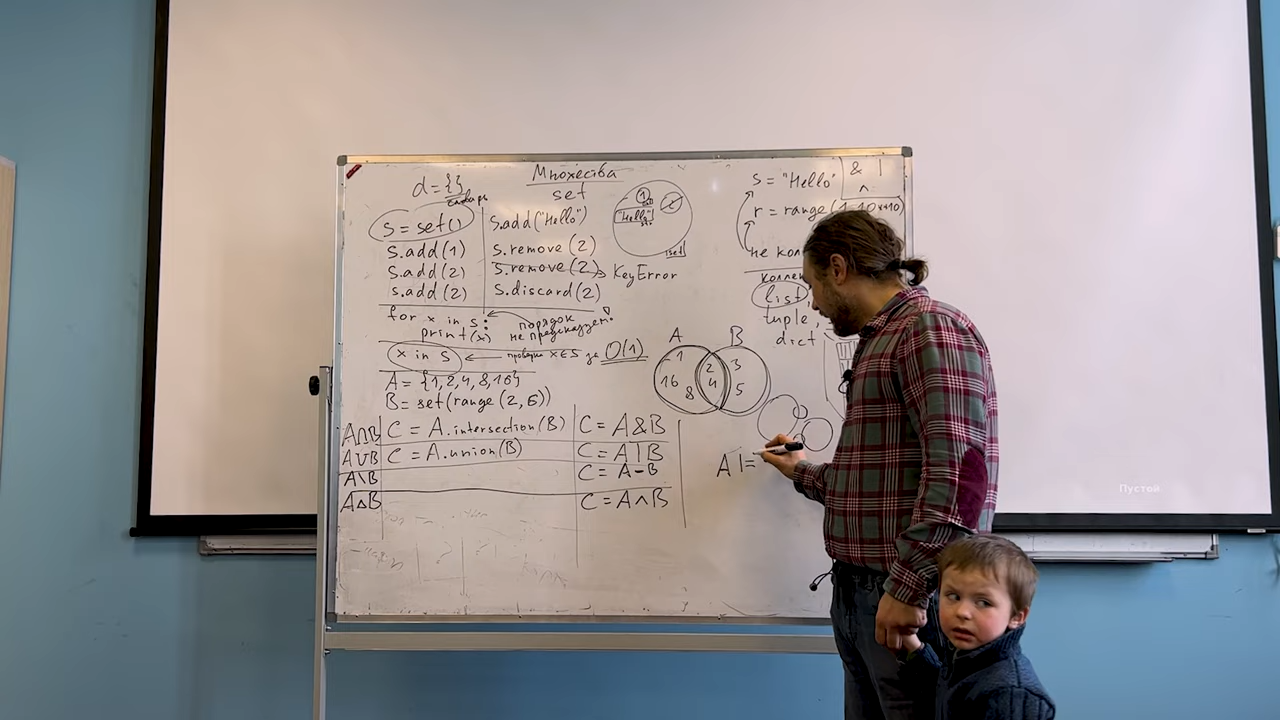 Множества
set
d = {}
словарь
s = set()
s.add(1)
s.add(2)
s.add(2)
s.add("Hello")
s.remove(2)
s.remove(2) → KeyError
s.discard(2)
1
"Hello"
str
set
s = "Hello"
& |
^
r = range(1, 10**10)
не кол
коллек
list,
tuple,
dict
for x in s:
print(x)
порядок
не предсказуем!
x in S ← проверка x∈S за O(1)
A = {1,2,4,8,16}
B = set(range(2, 6))
A B
1 2 3
16 8 4 5
A∩B C = A.intersection(B) C = A&B
A∪B C = A.union(B) C = A|B
A\B C = A-B
A∆B C = A^B
A |=
Пустой